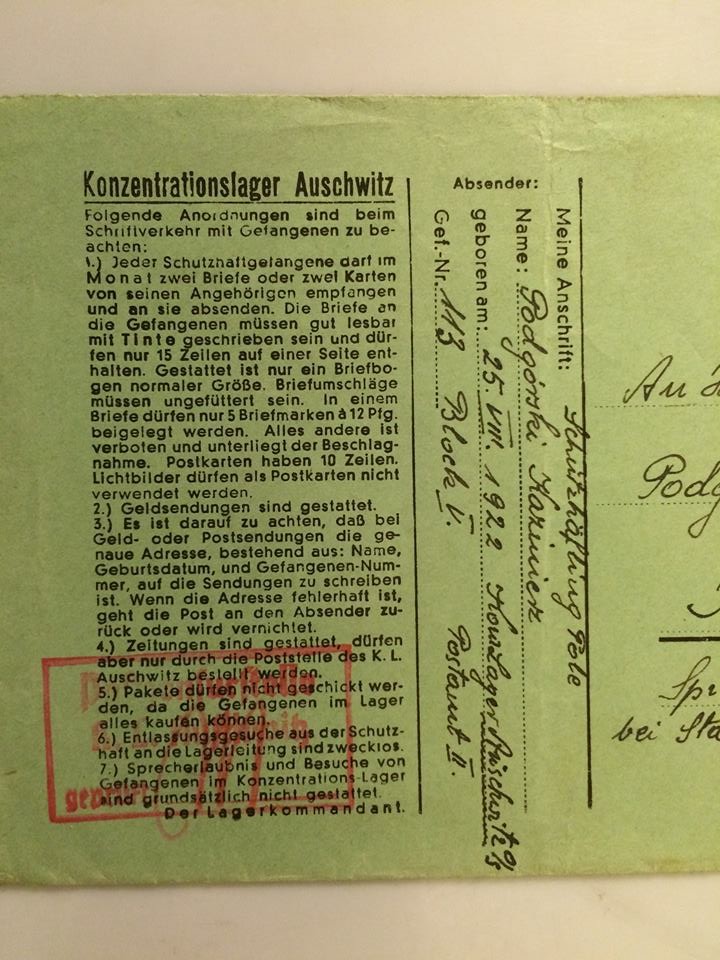 Konzentrationslager Auschwitz
Folgende Anordnungen sind beim
Schriftverkehr mit Gefangenen zu be-
achten:
1.) Jeder Schutzhaftgefangene darf im
Monat zwei Briefe oder zwei Karten
von seinen Angehörigen empfangen
und an sie absenden. Die Briefe an
die Gefangenen müssen gut lesbar
mit Tinte geschrieben sein und dür-
fen nur 15 Zeilen auf einer Seite ent-
halten. Gestattet ist nur ein Briefbo-
gen normaler Größe. Briefumschläge
müssen ungefüttert sein. In einem
Briefe dürfen nur 5 Briefmarken à 12 Pfg.
beigelegt werden. Alles andere ist
verboten und unterliegt der Beschlag-
nahme. Postkarten haben 10 Zeilen.
Lichtbilder dürfen als Postkarten nicht
verwendet werden.
2.) Geldsendungen sind gestattet.
3.) Es ist darauf zu achten, daß bei
Geld- oder Postsendungen die ge-
naue Adresse, bestehend aus: Name,
Geburtsdatum, und Gefangenen-Num-
mer, auf die Sendungen zu schreiben
ist. Wenn die Adresse fehlerhaft ist,
geht die Post an den Absender zu-
rück oder wird vernichtet.
4.) Zeitungen sind gestattet, dürfen
aber nur durch die Poststelle des K. L.
Auschwitz bestellt werden.
5.) Pakete dürfen nicht geschickt wer-
den, da die Gefangenen im Lager
alles kaufen können.
6.) Entlassungsgesuche aus der Schutz-
haft an die Lagerleitung sind zwecklos.
7.) Sprecherlaubnis und Besuche von
Gefangenen im Konzentrations-Lager
sind grundsätzlich nicht gestattet.
Der Lagerkommandant.
Absender:
Meine Anschrift: Schutzhäftling Pole
Name: Podgórski Kazimierz
geboren am: 25. VIII. 1922 Konz. Lager Auschwitz O/S
Gef.-Nr. 113 Block V. Postamt II.
An
bei